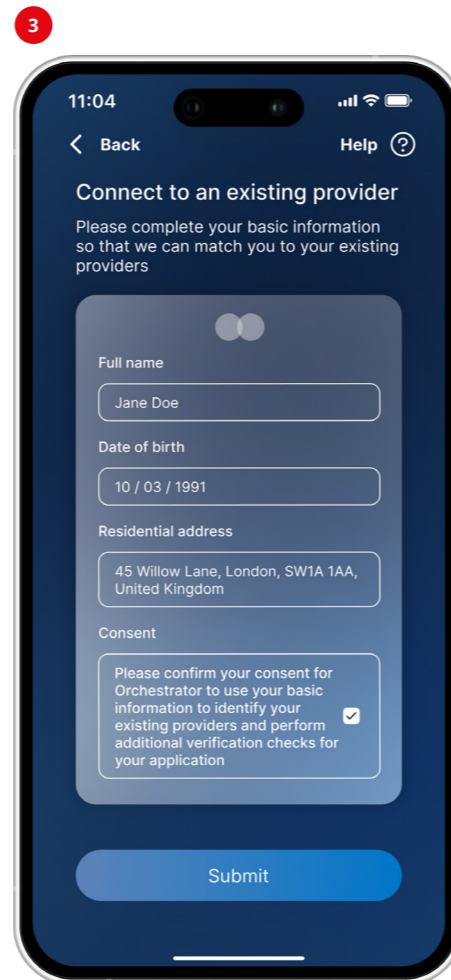 3
11:04
Back
Help ?
Connect to an existing provider
Please complete your basic information
so that we can match you to your existing
providers
Full name
Jane Doe
Date of birth
10 / 03 / 1991
Residential address
45 Willow Lane, London, SW1A 1AA,
United Kingdom
Consent
Please confirm your consent for
Orchestrator to use your basic
information to identify your
existing providers and perform
additional verification checks for
your application
Submit